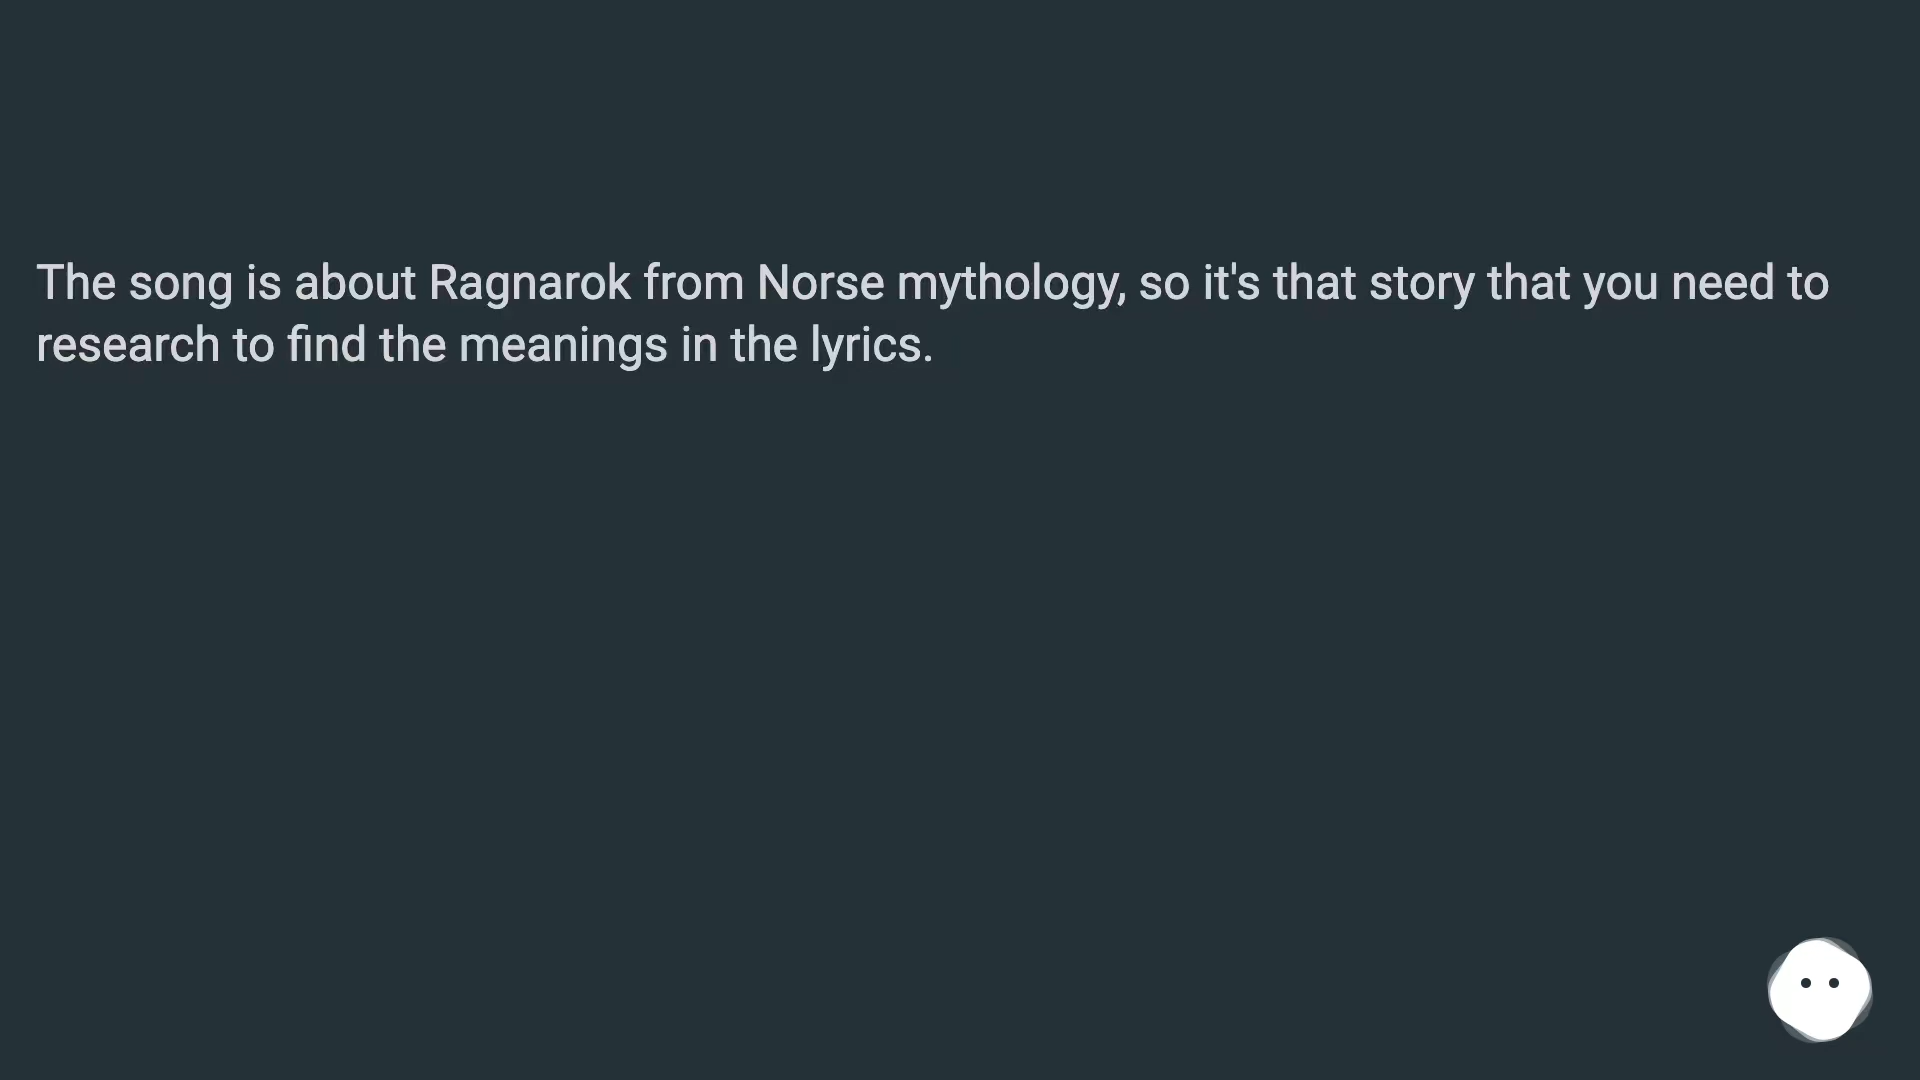 The song is about Ragnarok from Norse mythology, so it's that story that you need to
research to find the meanings in the lyrics.